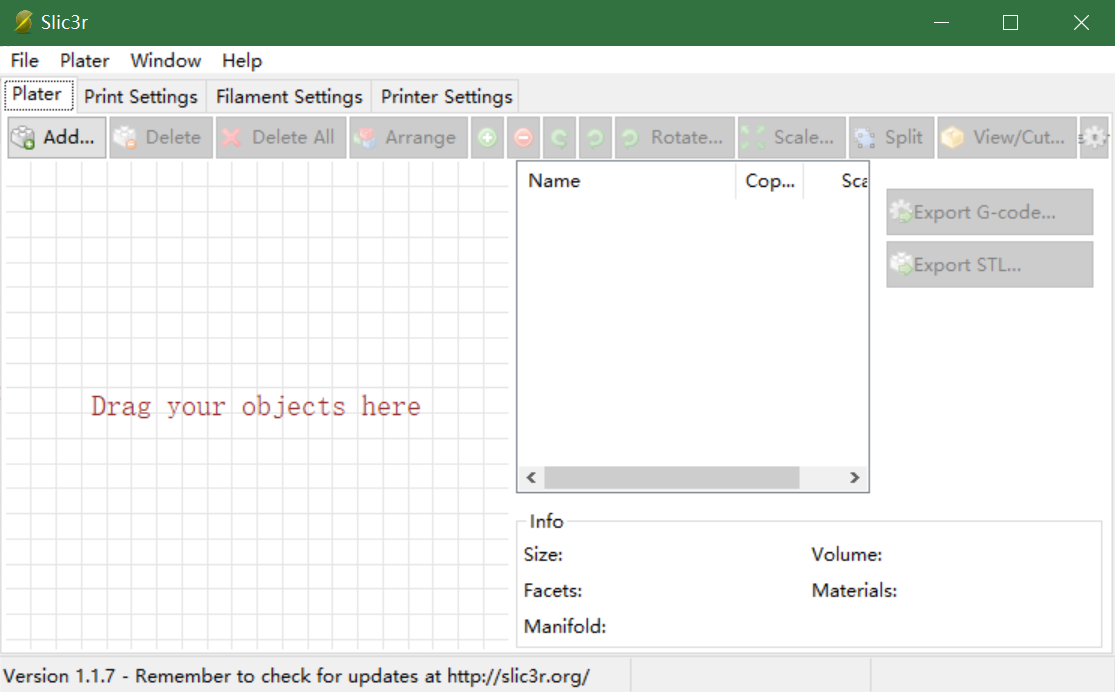 Slic3r
File Plater Window Help
Plater Print Settings Filament Settings Printer Settings
Add... Delete Delete All Arrange Rotate... Scale... Split View/Cut...
Name Cop... Sca
Export G-code...
Export STL...
Drag your objects here
Info
Size: Volume:
Facets: Materials:
Manifold:
Version 1.1.7 - Remember to check for updates at http://slic3r.org/